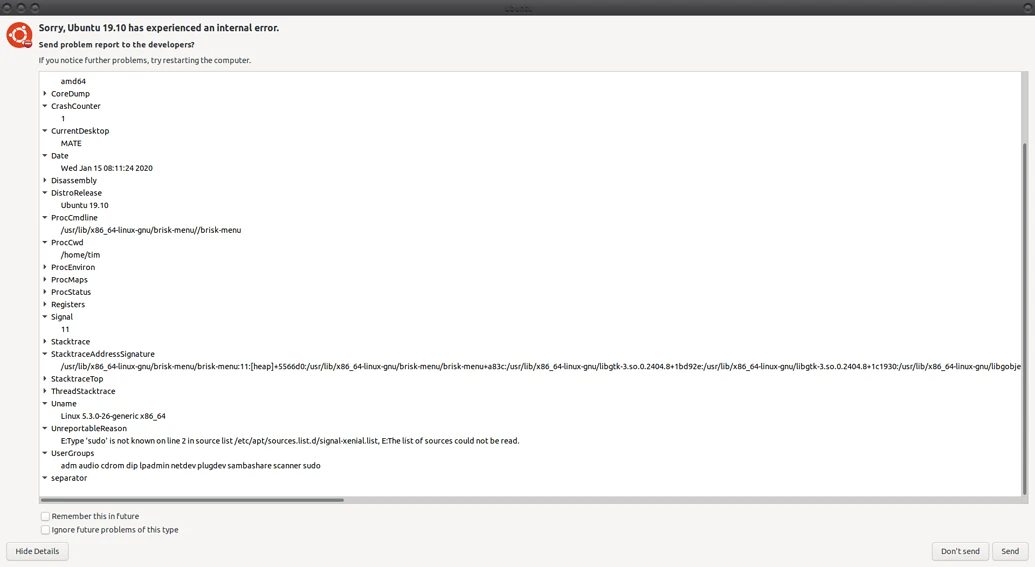 Ubuntu
Sorry, Ubuntu 19.10 has experienced an internal error.
Send problem report to the developers?
If you notice further problems, try restarting the computer.
amd64
CoreDump
CrashCounter
1
CurrentDesktop
MATE
Date
Wed Jan 15 08:11:24 2020
Disassembly
DistroRelease
Ubuntu 19.10
ProcCmdline
/usr/lib/x86_64-linux-gnu/brisk-menu//brisk-menu
ProcCwd
/home/tim
ProcEnviron
ProcMaps
ProcStatus
Registers
Signal
11
Stacktrace
StacktraceAddressSignature
/usr/lib/x86_64-linux-gnu/brisk-menu/brisk-menu:11:[heap]+5566d0:/usr/lib/x86_64-linux-gnu/brisk-menu/brisk-menu+a83c:/usr/lib/x86_64-linux-gnu/libgtk-3.so.0.2404.8+1bd92e:/usr/lib/x86_64-linux-gnu/libgtk-3.so.0.2404.8+1c1930:/usr/lib/x86_64-linux-gnu/libgobje
StacktraceTop
ThreadStacktrace
Uname
Linux 5.3.0-26-generic x86_64
UnreportableReason
E:Type 'sudo' is not known on line 2 in source list /etc/apt/sources.list.d/signal-xenial.list, E:The list of sources could not be read.
UserGroups
adm audio cdrom dip lpadmin netdev plugdev sambashare scanner sudo
separator
Remember this in future
Ignore future problems of this type
Hide Details
Don't send
Send